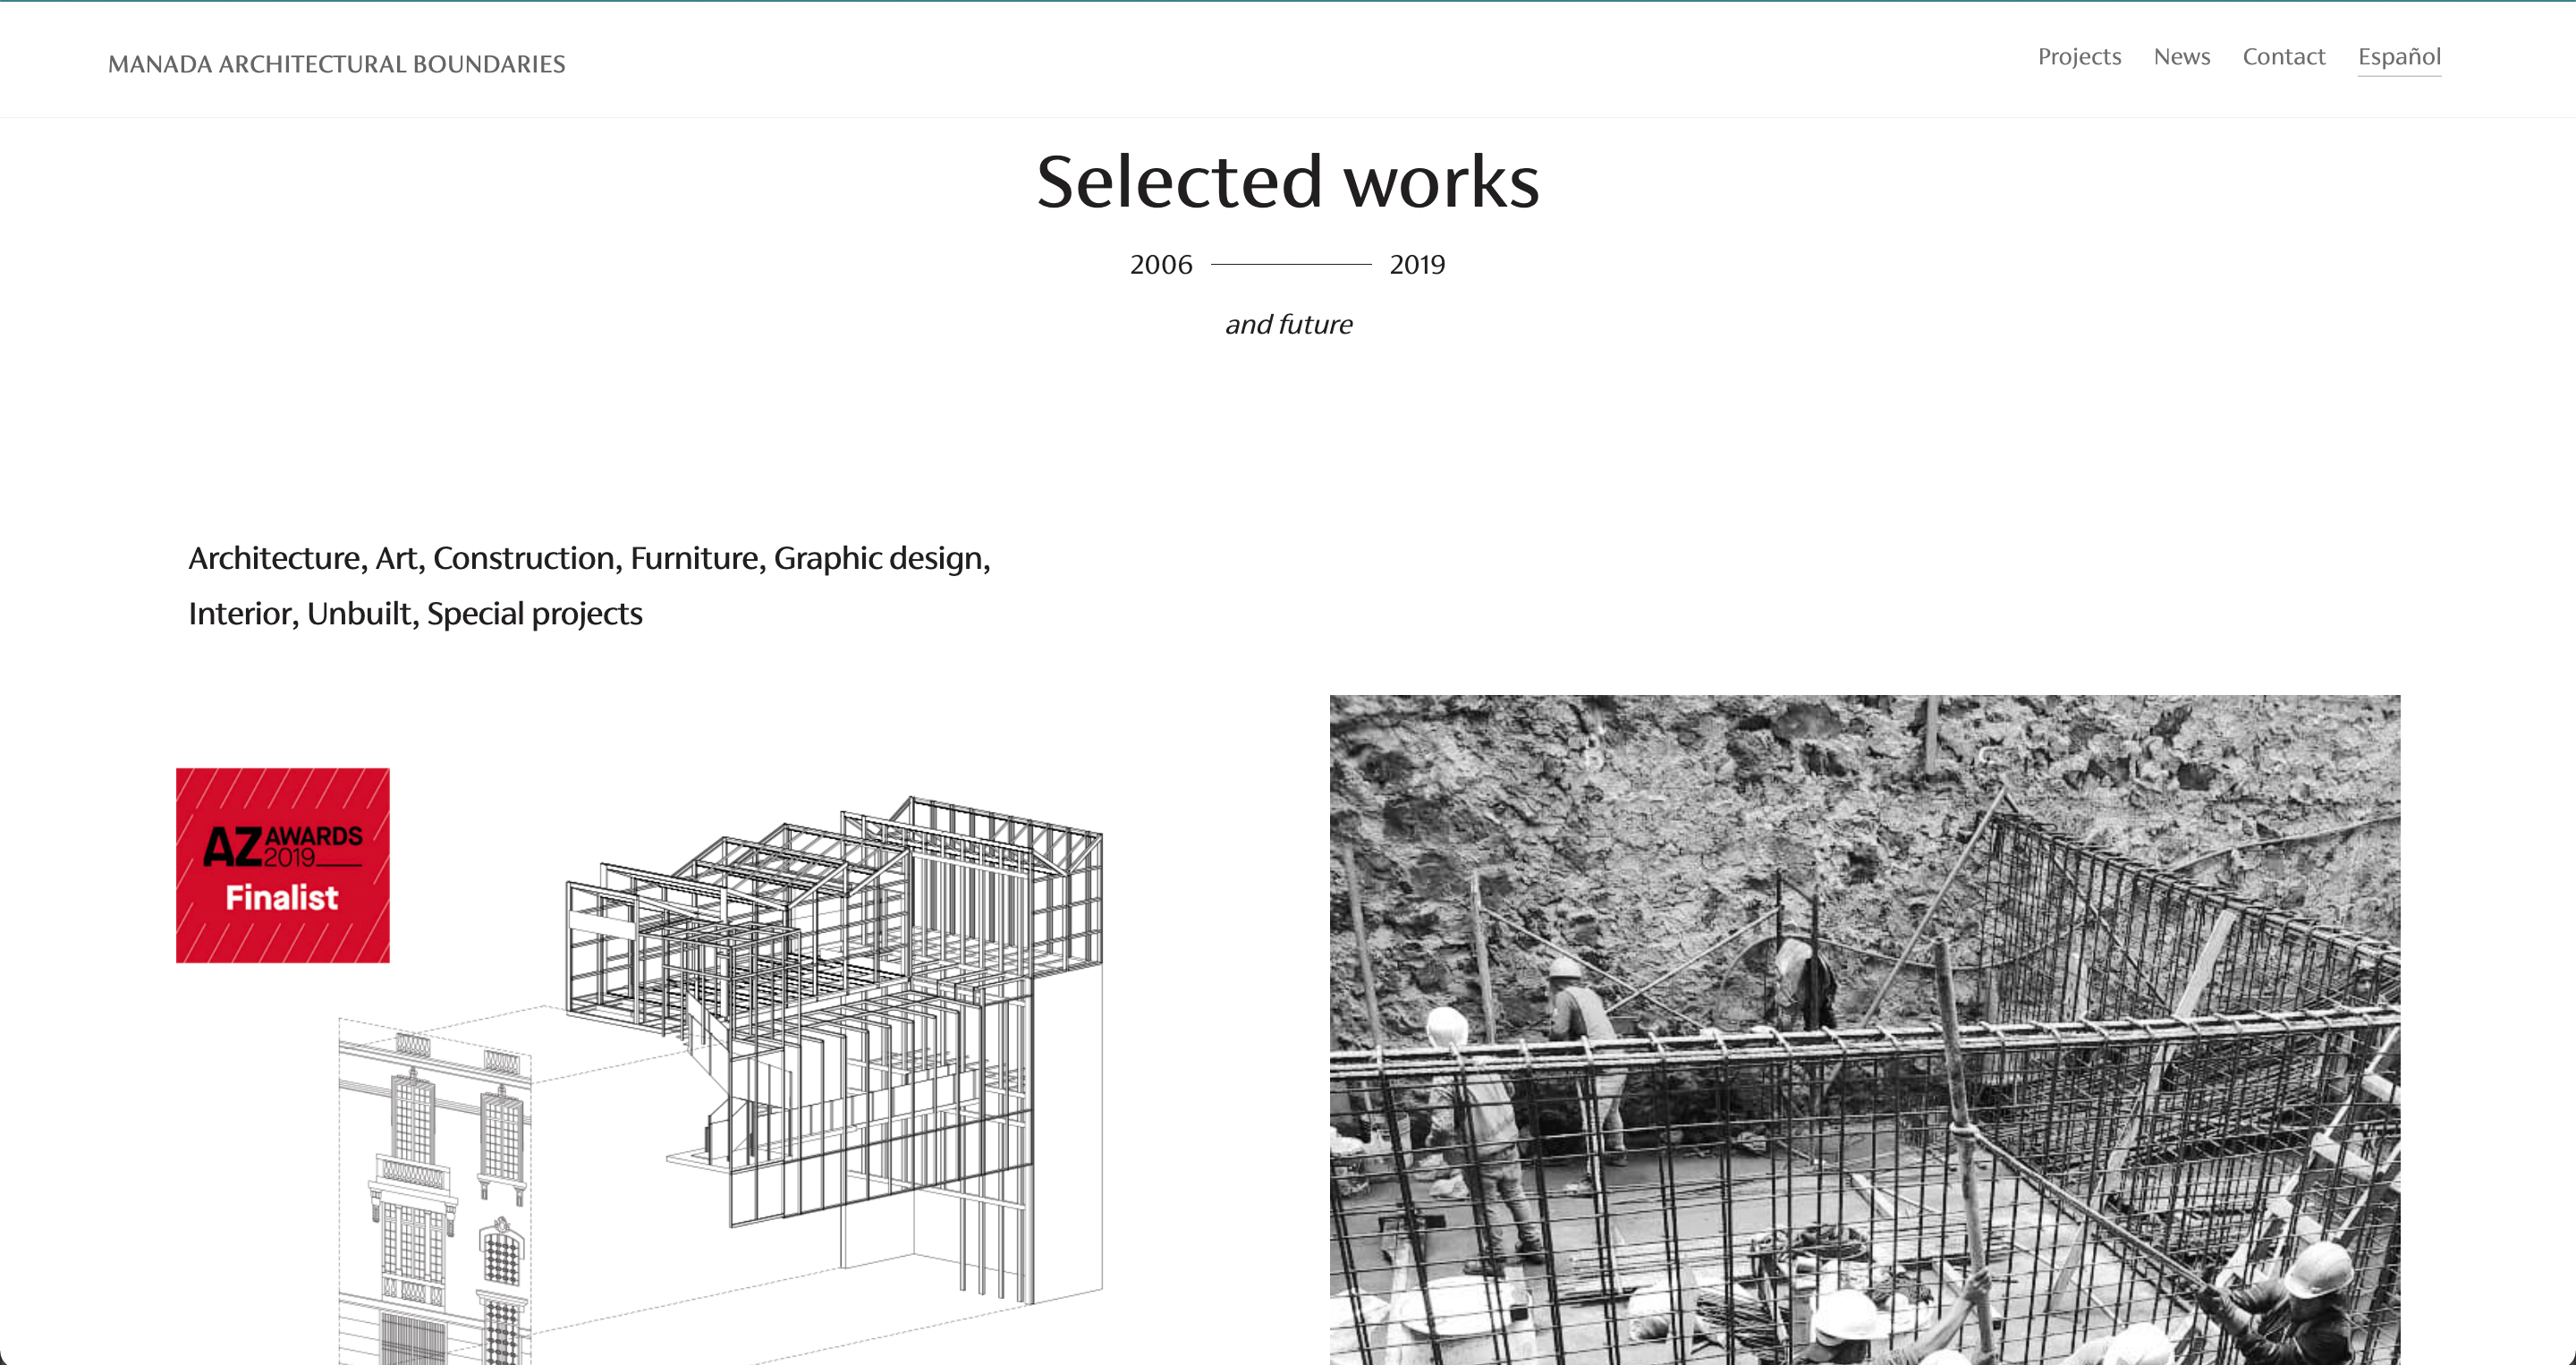 MANADA ARCHITECTURAL BOUNDARIES
Projects News Contact Español
Selected works
2006 2019
and future
Architecture, Art, Construction, Furniture, Graphic design,
Interior, Unbuilt, Special projects
AZ AWARDS
2019
Finalist